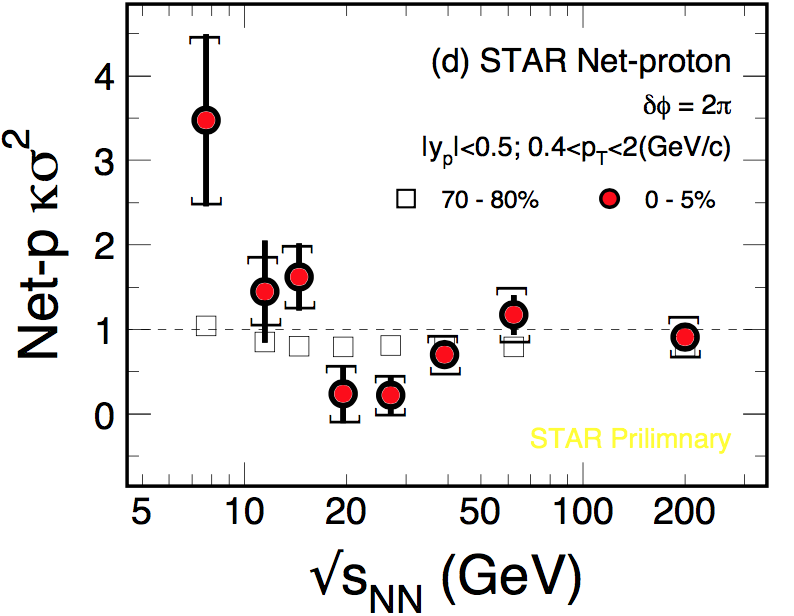 (d) STAR Net-proton
δϕ = 2π
|y_p|<0.5; 0.4<p_T<2(GeV/c)
70 - 80% 0 - 5%
Net-p κσ²
4
3
2
1
0
STAR Prilimnary
5 10 20 50 100 200
√s_NN (GeV)